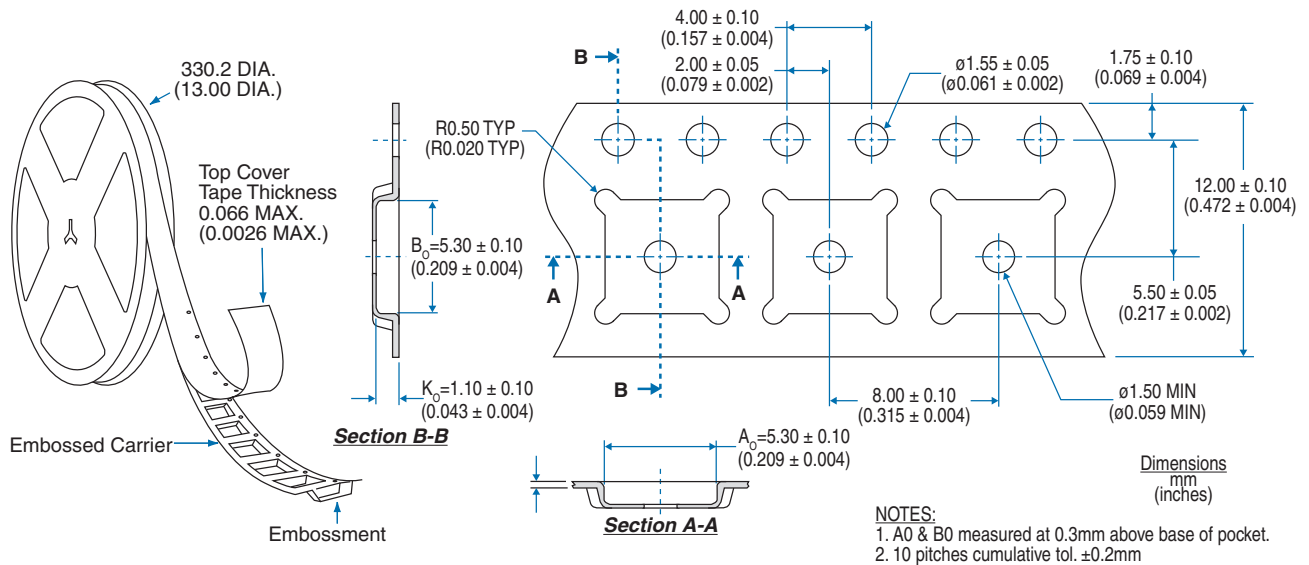 330.2 DIA.
(13.00 DIA.)
Top Cover
Tape Thickness
0.066 MAX.
(0.0026 MAX.)
Embossed Carrier
Embossment
B₀=5.30 ± 0.10
(0.209 ± 0.004)
K₀=1.10 ± 0.10
(0.043 ± 0.004)
Section B-B
B
4.00 ± 0.10
(0.157 ± 0.004)
2.00 ± 0.05
(0.079 ± 0.002)
ø1.55 ± 0.05
(ø0.061 ± 0.002)
1.75 ± 0.10
(0.069 ± 0.004)
R0.50 TYP
(R0.020 TYP)
12.00 ± 0.10
(0.472 ± 0.004)
A
A
5.50 ± 0.05
(0.217 ± 0.002)
B
8.00 ± 0.10
(0.315 ± 0.004)
ø1.50 MIN
(ø0.059 MIN)
A₀=5.30 ± 0.10
(0.209 ± 0.004)
Section A-A
Dimensions
mm
(inches)
NOTES:
1. A0 & B0 measured at 0.3mm above base of pocket.
2. 10 pitches cumulative tol. ±0.2mm